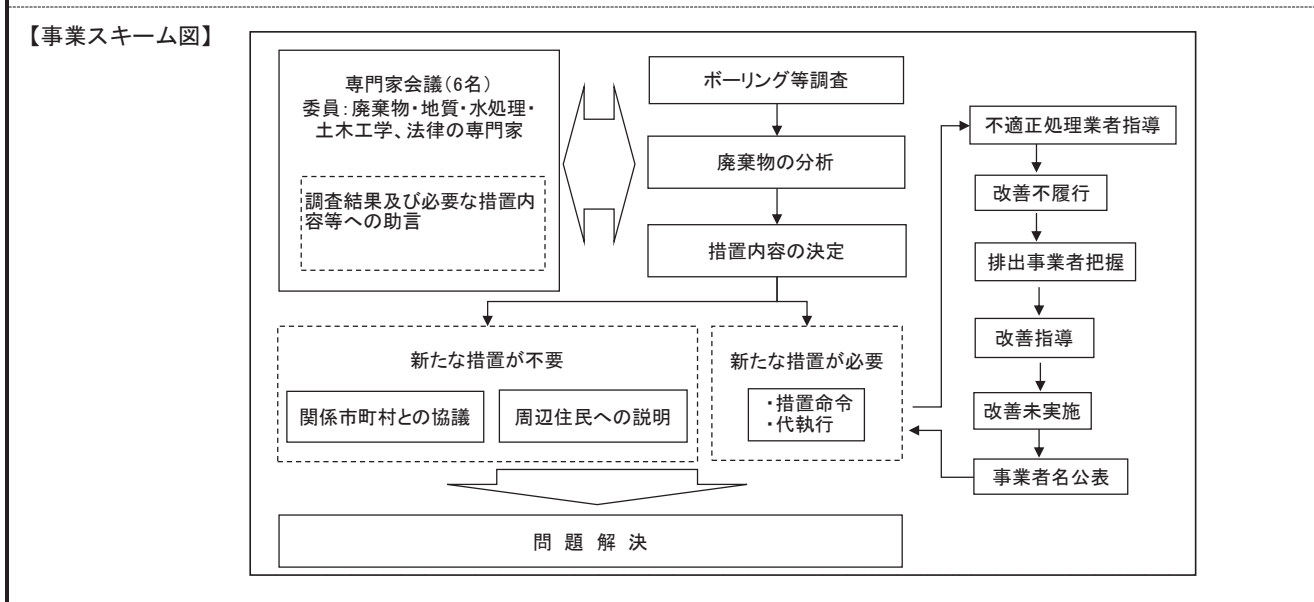 【事業スキーム図】
専門家会議（6名）
委員：廃棄物・地質・水処理・
土木工学、法律の専門家
調査結果及び必要な措置内
容等への助言
ボーリング等調査
廃棄物の分析
措置内容の決定
新たな措置が不要
関係市町村との協議
周辺住民への説明
新たな措置が必要
・措置命令
・代執行
不適正処理業者指導
改善不履行
排出事業者把握
改善指導
改善未実施
事業者名公表
問題解決